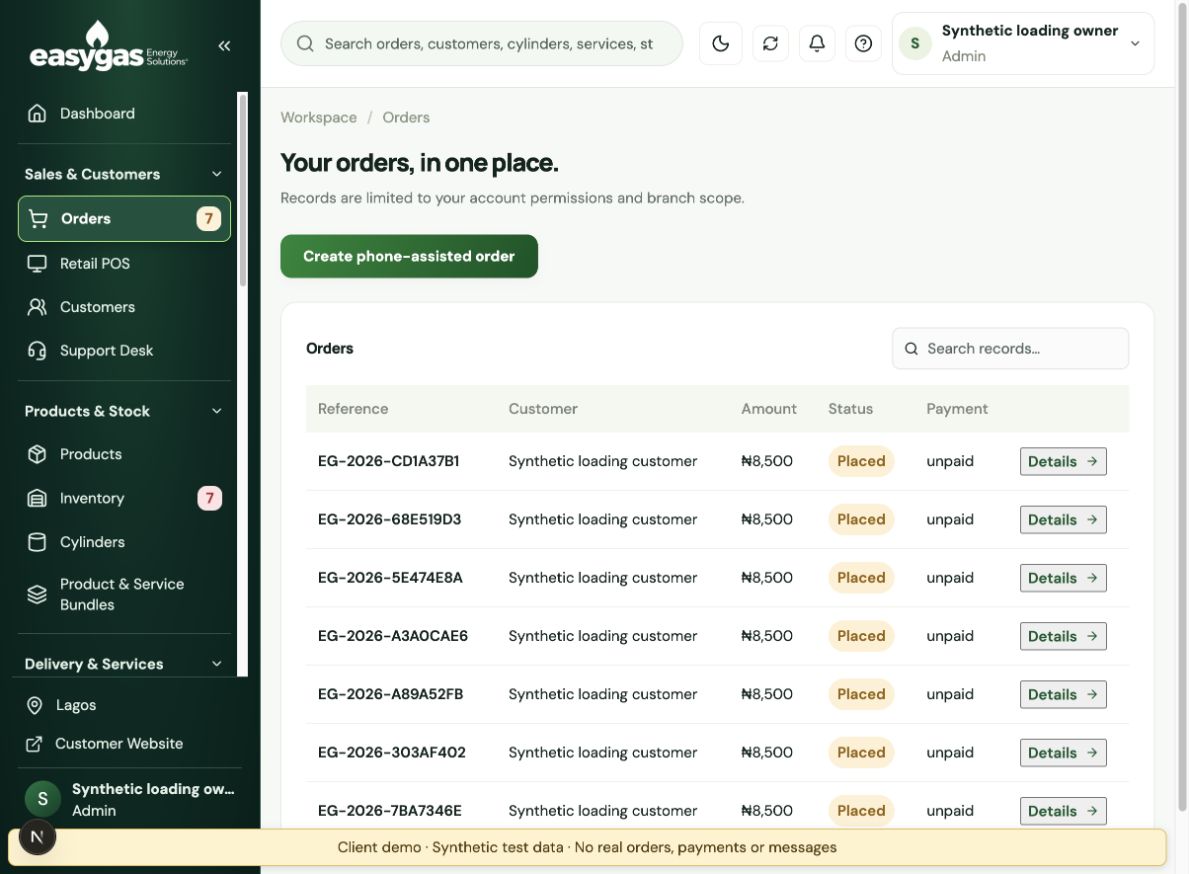 easygas Energy Solutions
Dashboard
Sales & Customers
Orders 7
Retail POS
Customers
Support Desk
Products & Stock
Products
Inventory 7
Cylinders
Product & Service
Bundles
Delivery & Services
Lagos
Customer Website
S Synthetic loading ow...
Admin
N
Search orders, customers, cylinders, services, st
S Synthetic loading owner
Admin
Workspace / Orders
Your orders, in one place.
Records are limited to your account permissions and branch scope.
Create phone-assisted order
Orders
Search records...
Reference Customer Amount Status Payment
EG-2026-CD1A37B1 Synthetic loading customer ₦8,500 Placed unpaid Details →
EG-2026-68E519D3 Synthetic loading customer ₦8,500 Placed unpaid Details →
EG-2026-5E474E8A Synthetic loading customer ₦8,500 Placed unpaid Details →
EG-2026-A3A0CAE6 Synthetic loading customer ₦8,500 Placed unpaid Details →
EG-2026-A89A52FB Synthetic loading customer ₦8,500 Placed unpaid Details →
EG-2026-303AF402 Synthetic loading customer ₦8,500 Placed unpaid Details →
EG-2026-7BA7346E Synthetic loading customer ₦8,500 Placed unpaid Details →
Client demo · Synthetic test data · No real orders, payments or messages